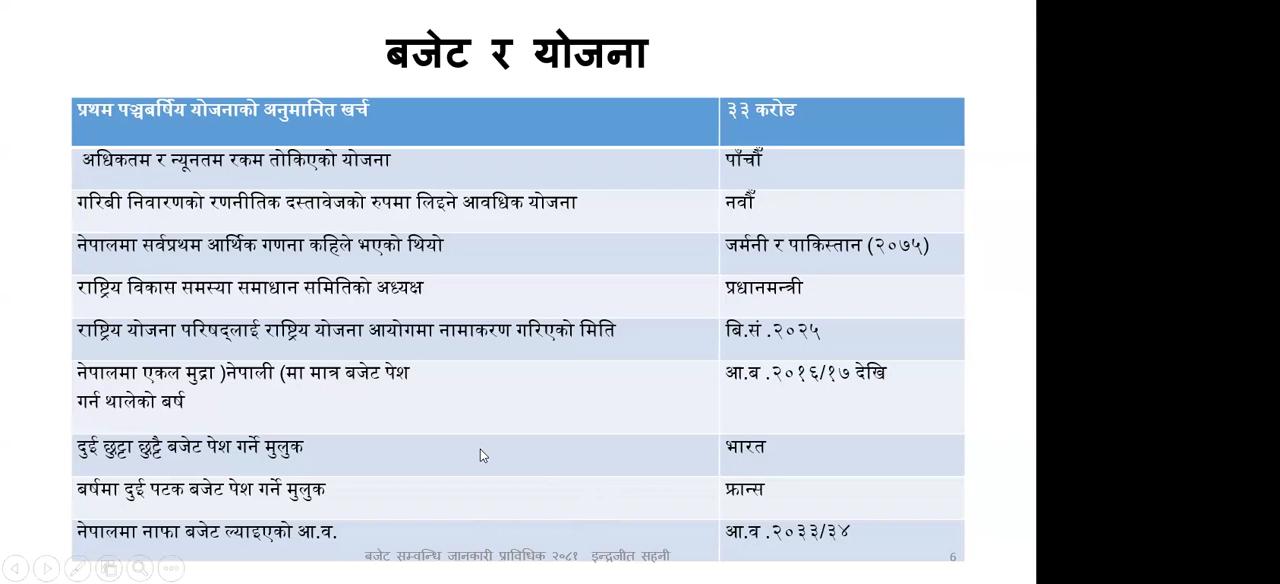 बजेट र योजना
प्रथम पञ्चबर्षिय योजनाको अनुमानित खर्च ३३ करोड
अधिकतम र न्यूनतम रकम तोकिएको योजना पाँचौँ
गरिबी निवारणको रणनीतिक दस्तावेजको रुपमा लिइने आवधिक योजना नवौँ
नेपालमा सर्वप्रथम आर्थिक गणना कहिले भएको थियो जर्मनी र पाकिस्तान (२०७५)
राष्ट्रिय विकास समस्या समाधान समितिको अध्यक्ष प्रधानमन्त्री
राष्ट्रिय योजना परिषद्लाई राष्ट्रिय योजना आयोगमा नामाकरण गरिएको मिति बि.सं .२०२५
नेपालमा एकल मुद्रा )नेपाली (मा मात्र बजेट पेश आ.ब .२०१६/१७ देखि
गर्न थालेको बर्ष
दुई छुट्टा छुट्टै बजेट पेश गर्ने मुलुक भारत
बर्षमा दुई पटक बजेट पेश गर्ने मुलुक फ्रान्स
नेपालमा नाफा बजेट ल्याइएको आ.व. आ.व .२०३३/३४
बजेट सम्वन्धि जानकारी प्राविधिक २०८१ इन्द्रजीत सहनी 6